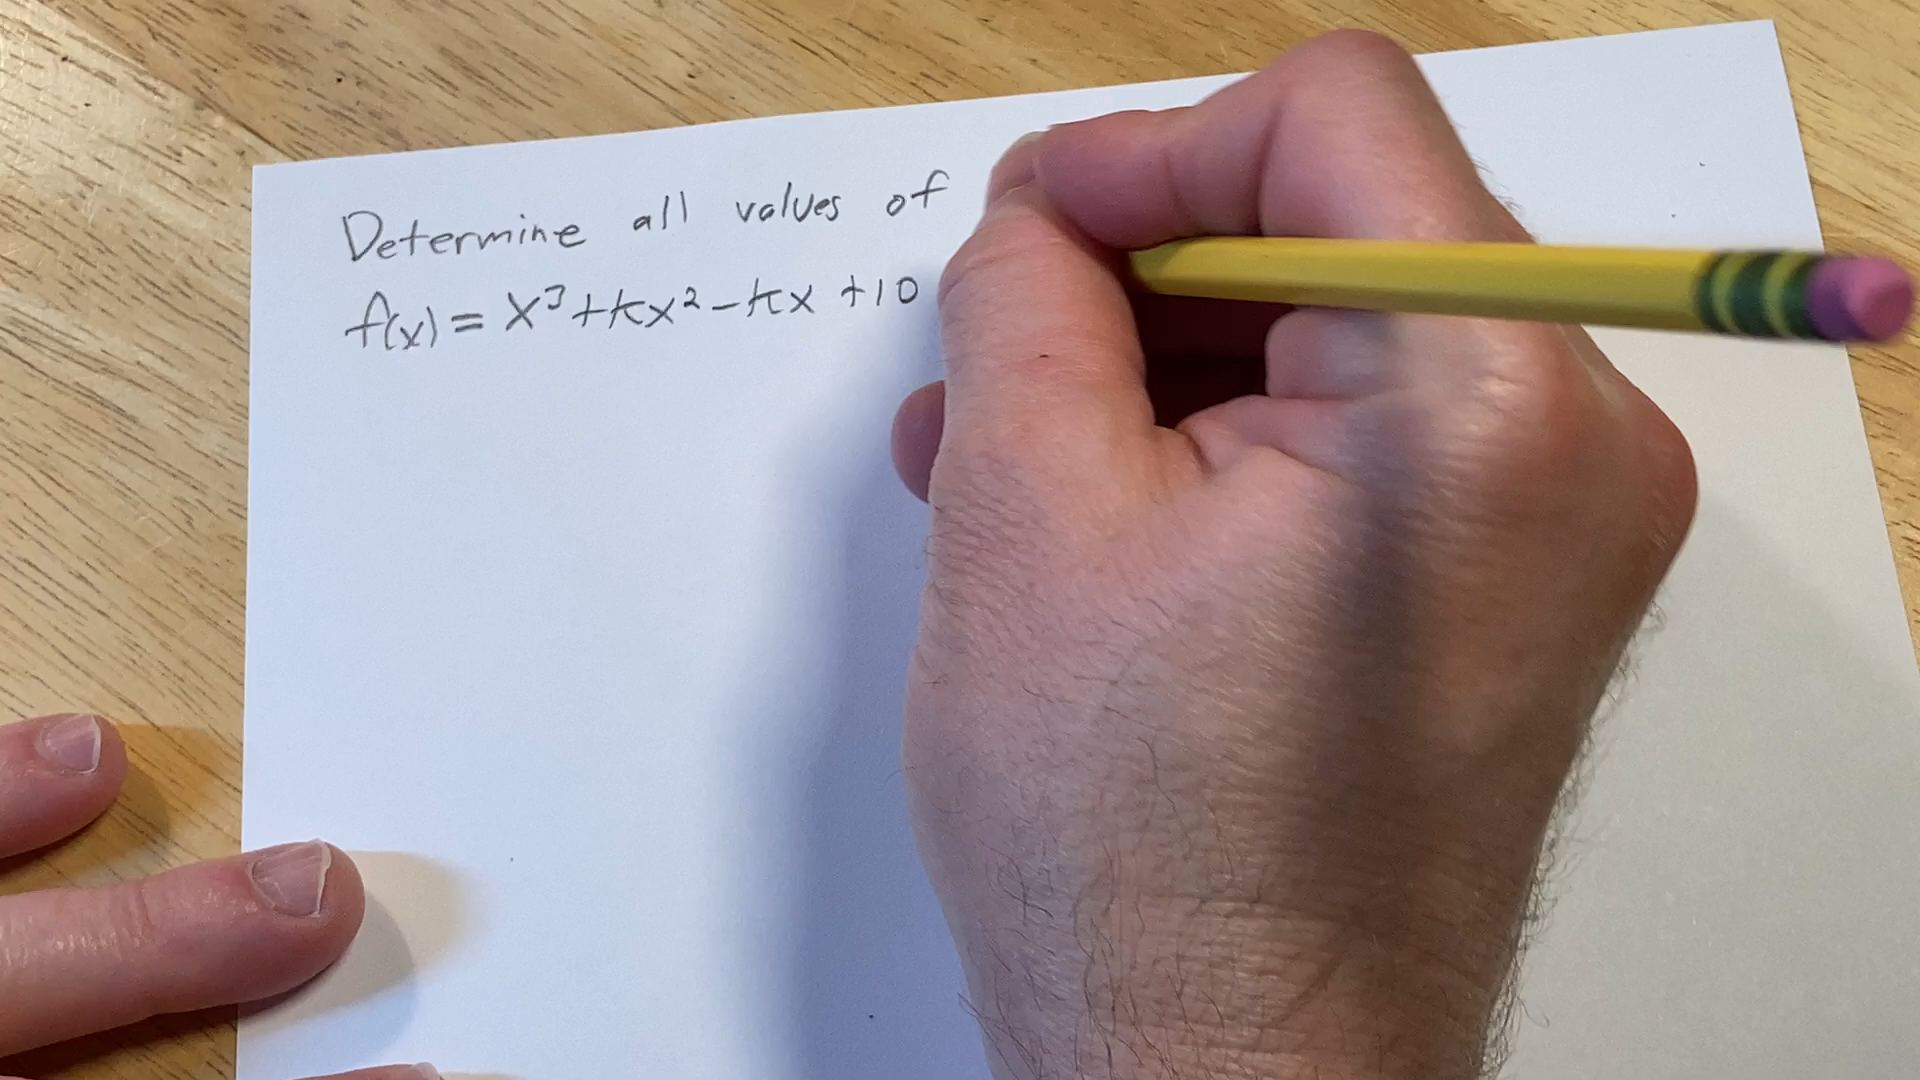 Determine all values of
f(x) = x³ + kx² - kx + 10